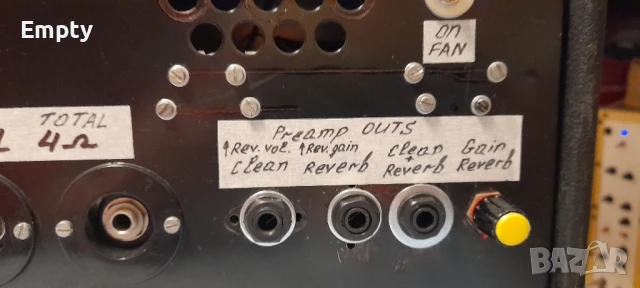 Empty
ON
FAN
TOTAL
4Ω
Preamp OUTS
↑Rev. vol. ↑Rev. gain Clean Gain
Clean Reverb + Reverb Reverb
BAZAR